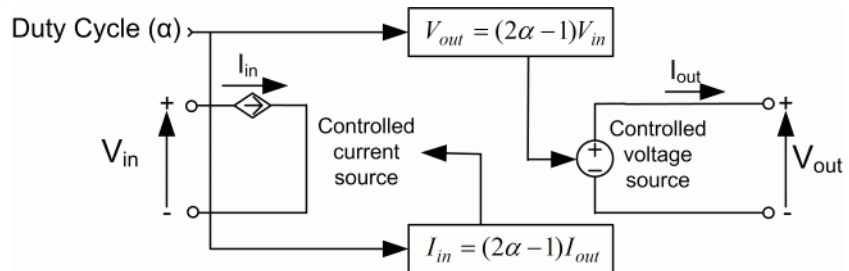 Duty Cycle (α)
V_out = (2α − 1)V_in
I_in
I_out
+
+
V_in
Controlled
current
source
+
−
Controlled
voltage
source
V_out
-
-
I_in = (2α − 1)I_out